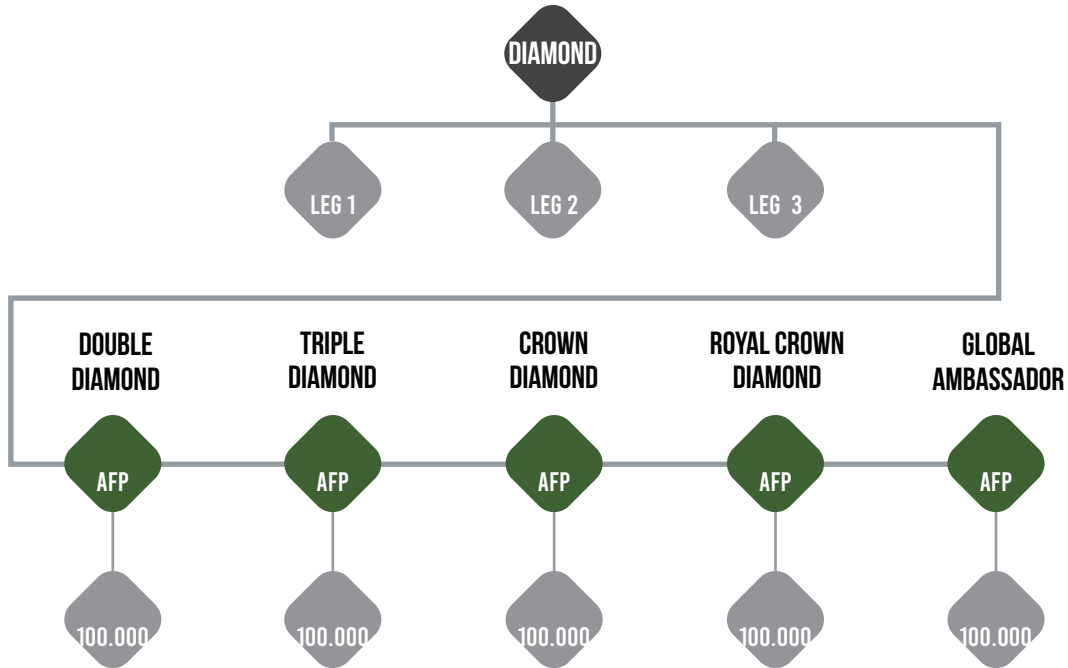 DIAMOND
LEG 1
LEG 2
LEG 3
DOUBLE
DIAMOND
TRIPLE
DIAMOND
CROWN
DIAMOND
ROYAL CROWN
DIAMOND
GLOBAL
AMBASSADOR
AFP
AFP
AFP
AFP
AFP
100.000
100.000
100.000
100.000
100.000